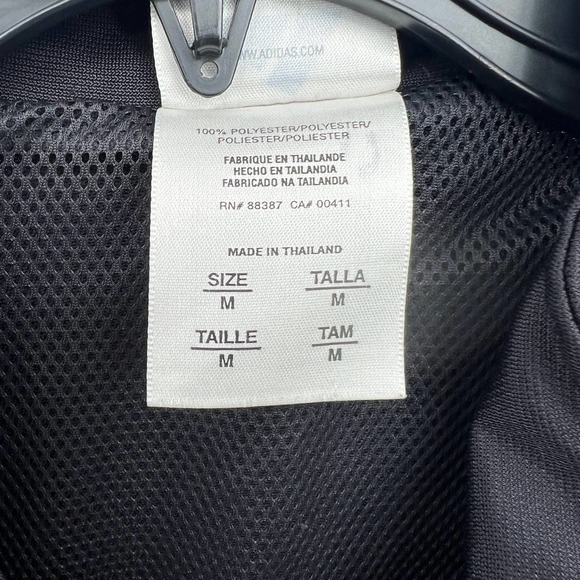 WWW.ADIDAS.COM
100% POLYESTER/POLYESTER/
POLIESTER/POLIÉSTER
FABRIQUE EN THAILANDE
HECHO EN TAILANDIA
FABRICADO NA TAILANDIA
RN# 88387 CA# 00411
MADE IN THAILAND
SIZE TALLA
M M
TAILLE TAM
M M